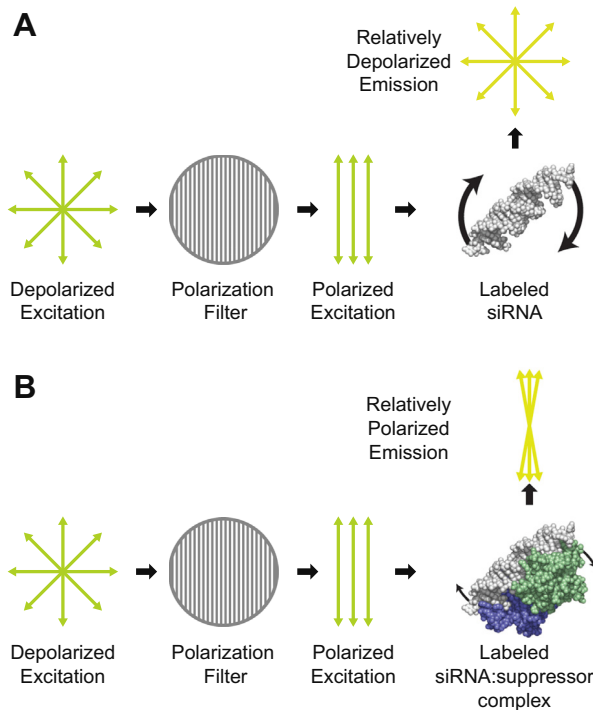 A
Relatively
Depolarized
Emission
Depolarized
Excitation
Polarization
Filter
Polarized
Excitation
Labeled
siRNA
B
Relatively
Polarized
Emission
Depolarized
Excitation
Polarization
Filter
Polarized
Excitation
Labeled
siRNA:suppressor
complex